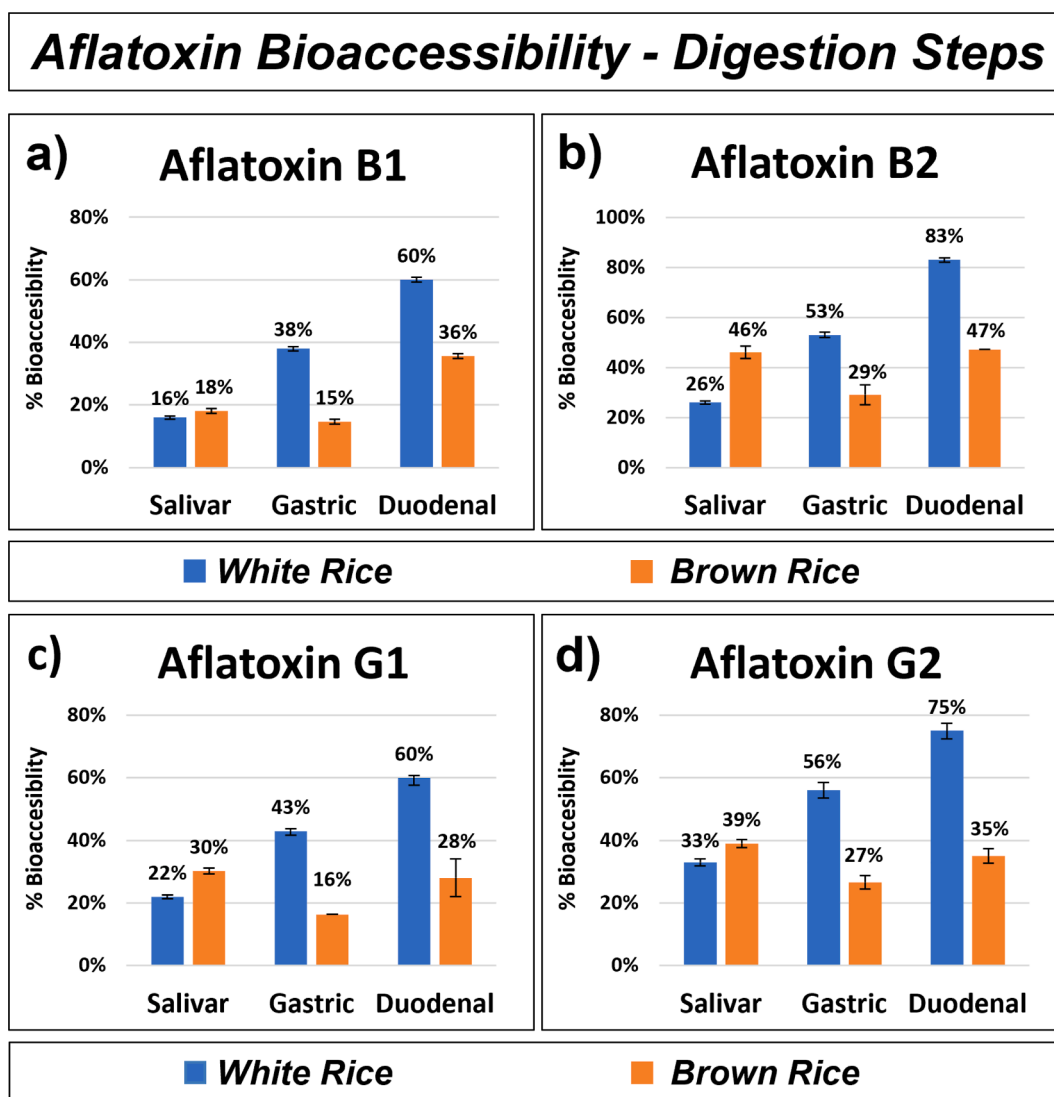 Aflatoxin Bioaccessibility - Digestion Steps
a)
Aflatoxin B1
% Bioaccesiblity
80%
60%
40%
20%
0%
16%
18%
38%
15%
60%
36%
Salivar
Gastric
Duodenal
b)
Aflatoxin B2
% Bioaccesiblity
100%
80%
60%
40%
20%
0%
26%
46%
53%
29%
83%
47%
Salivar
Gastric
Duodenal
White Rice
Brown Rice
c)
Aflatoxin G1
% Bioaccesiblity
80%
60%
40%
20%
0%
22%
30%
43%
16%
60%
28%
Salivar
Gastric
Duodenal
d)
Aflatoxin G2
% Bioaccesiblity
80%
60%
40%
20%
0%
33%
39%
56%
27%
75%
35%
Salivar
Gastric
Duodenal
White Rice
Brown Rice